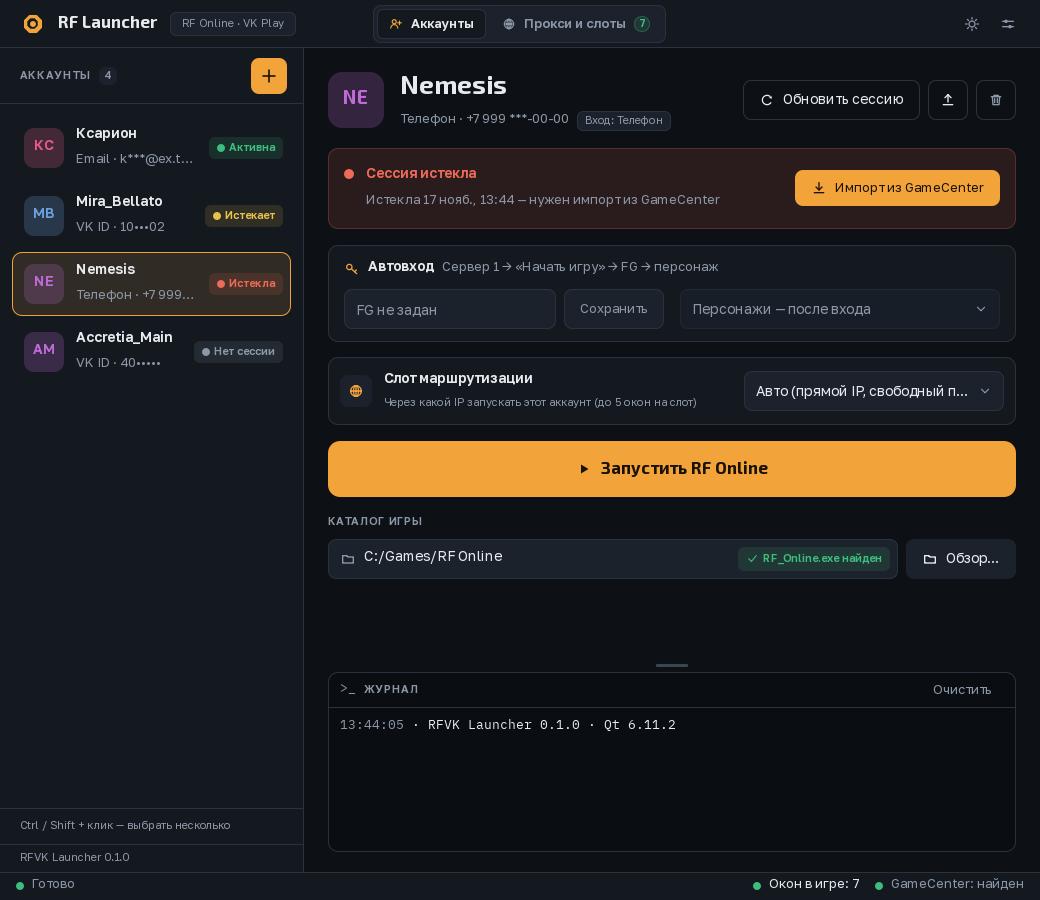 RF Launcher
RF Online · VK Play
Аккаунты
Прокси и слоты 7
АККАУНТЫ 4
+
КС
Ксарион
Email · k***@ex.t…
Активна
MB
Mira_Bellato
VK ID · 10•••02
Истекает
NE
Nemesis
Телефон · +7 999…
Истекла
AM
Accretia_Main
VK ID · 40•••••
Нет сессии
Ctrl / Shift + клик — выбрать несколько
RFVK Launcher 0.1.0
NE
Nemesis
Телефон · +7 999 ***-00-00
Вход: Телефон
Обновить сессию
Сессия истекла
Истекла 17 нояб., 13:44 — нужен импорт из GameCenter
Импорт из GameCenter
Автовход Сервер 1 → «Начать игру» → FG → персонаж
FG не задан
Сохранить
Персонажи — после входа
Слот маршрутизации
Через какой IP запускать этот аккаунт (до 5 окон на слот)
Авто (прямой IP, свободный п…
Запустить RF Online
КАТАЛОГ ИГРЫ
C:/Games/RF Online
RF_Online.exe найден
Обзор…
>_ ЖУРНАЛ
Очистить
13:44:05 · RFVK Launcher 0.1.0 · Qt 6.11.2
Готово
Окон в игре: 7
GameCenter: найден